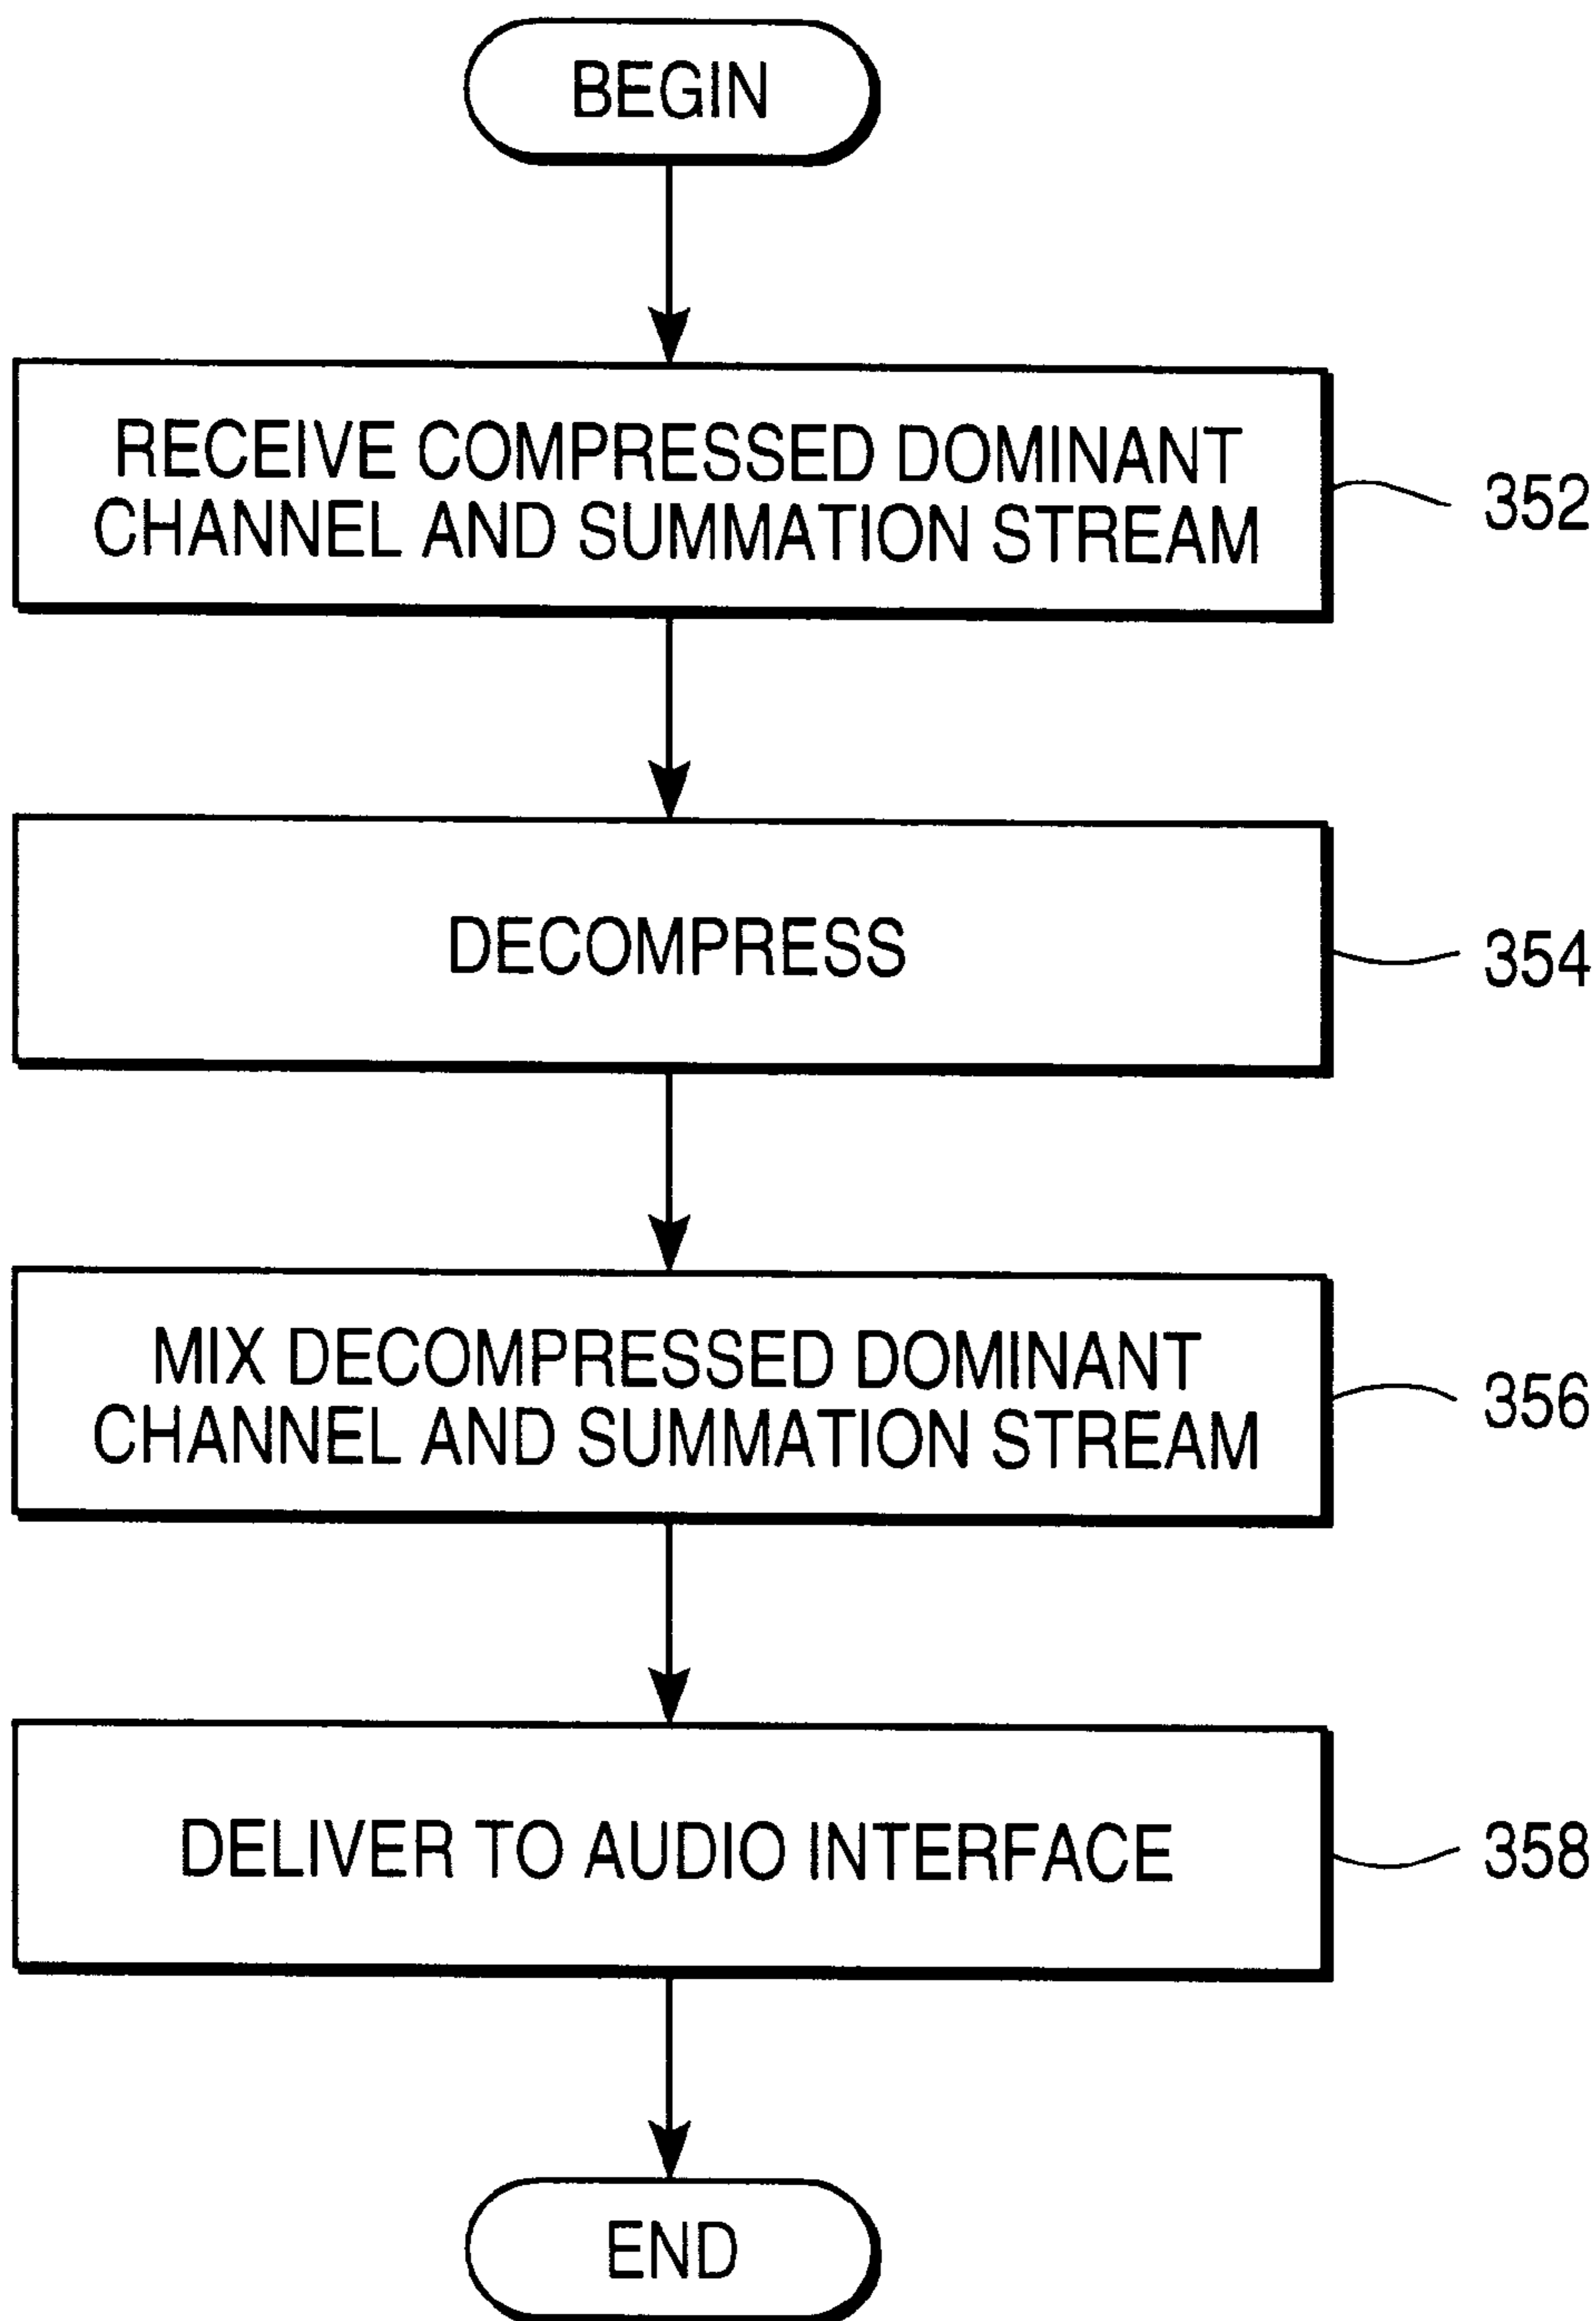 BEGIN
RECEIVE COMPRESSED DOMINANT
CHANNEL AND SUMMATION STREAM
352
DECOMPRESS
354
MIX DECOMPRESSED DOMINANT
CHANNEL AND SUMMATION STREAM
356
DELIVER TO AUDIO INTERFACE
358
END